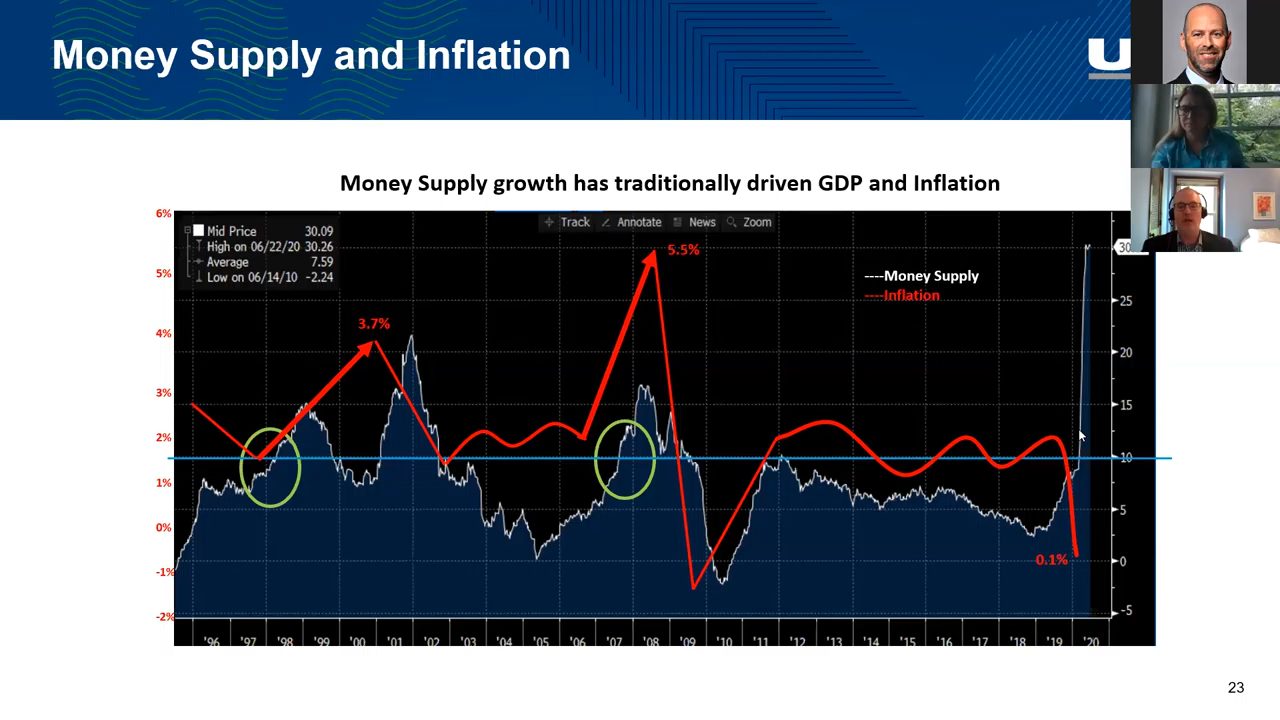 Money Supply and Inflation
U
Money Supply growth has traditionally driven GDP and Inflation
6%
5%
4%
3%
2%
1%
0%
-1%
-2%
Mid Price 30.09
High on 06/22/20 30.26
Average 7.59
Low on 06/14/10 -2.24
Track Annotate News Zoom
3.7%
5.5%
----Money Supply
----Inflation
0.1%
30
25
20
15
10
5
0
-5
'96 '97 '98 '99 '00 '01 '02 '03 '04 '05 '06 '07 '08 '09 '10 '11 '12 '13 '14 '15 '16 '17 '18 '19 '20
23